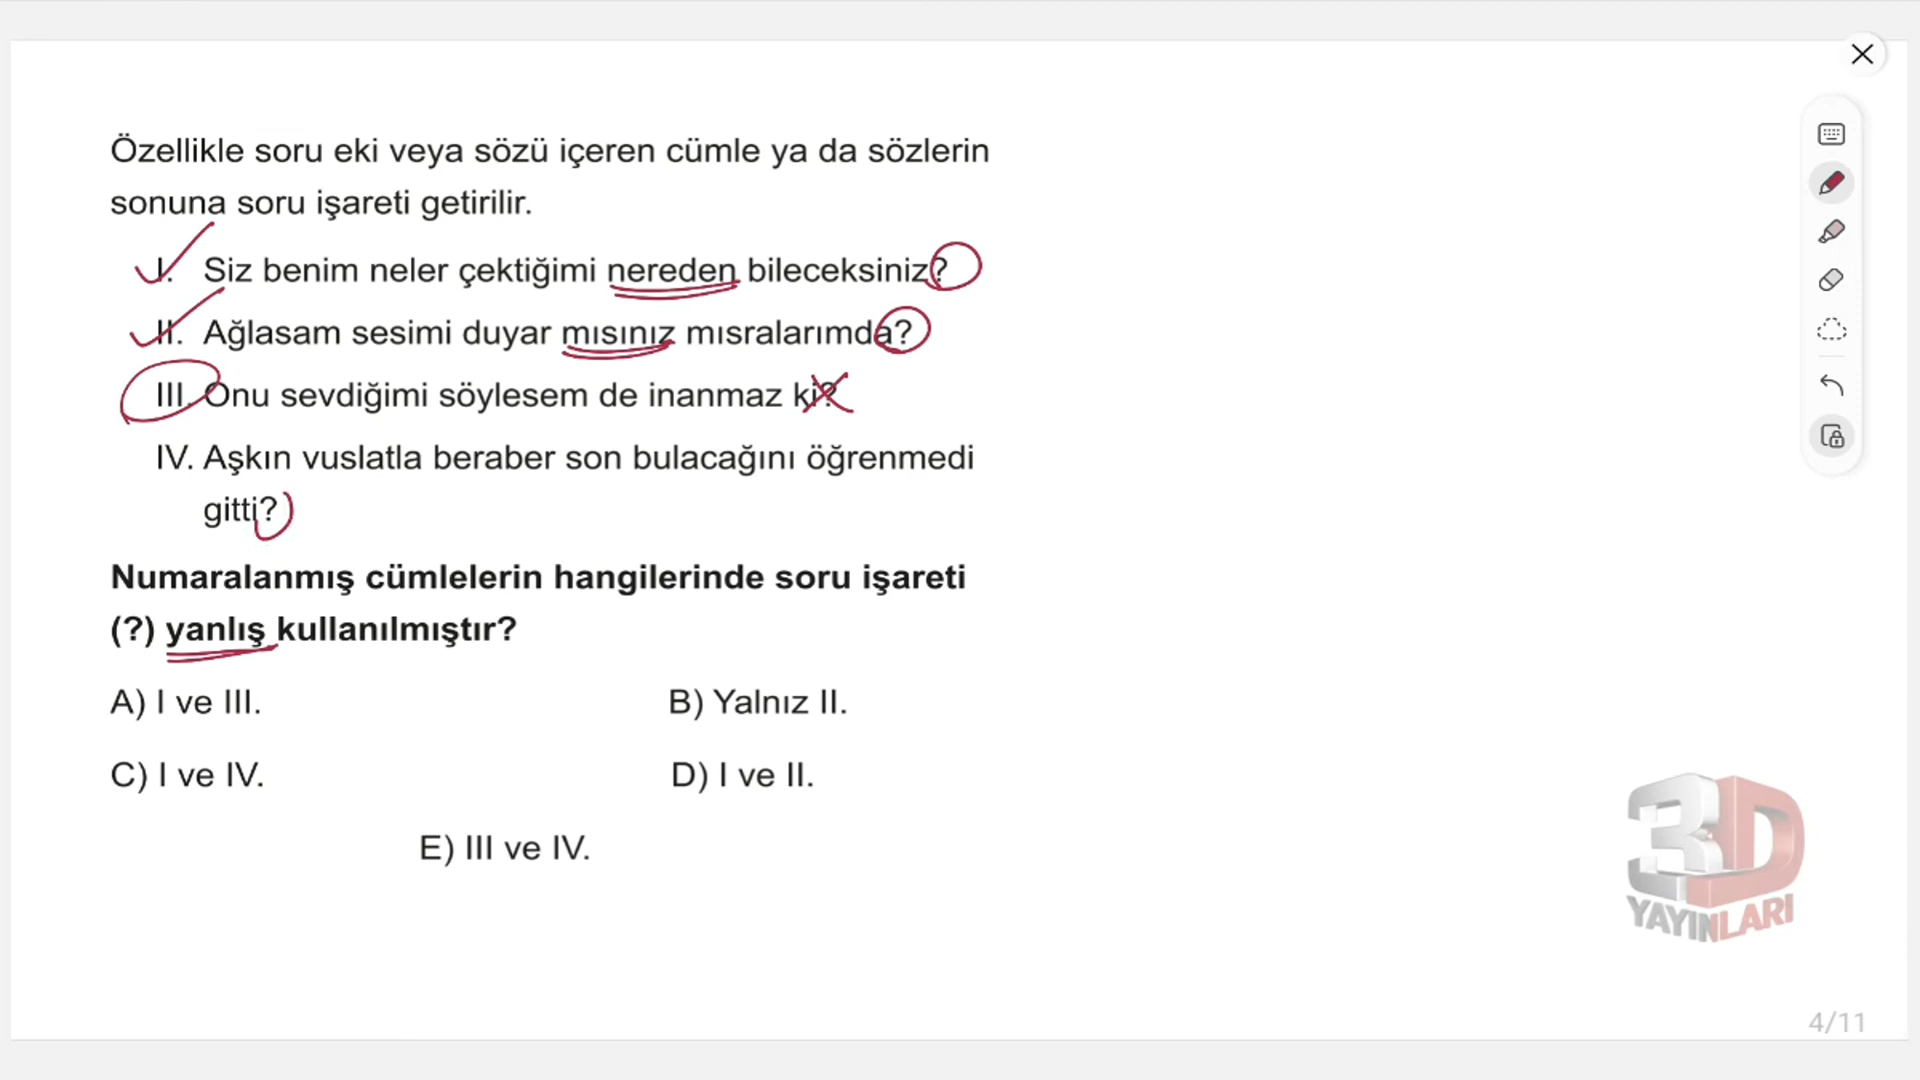 Özellikle soru eki veya sözü içeren cümle ya da sözlerin
sonuna soru işareti getirilir.
I. Siz benim neler çektiğimi nereden bileceksiniz?
II. Ağlasam sesimi duyar mısınız mısralarımda?
III. Onu sevdiğimi söylesem de inanmaz ki?
IV. Aşkın vuslatla beraber son bulacağını öğrenmedi
gitti?
Numaralanmış cümlelerin hangilerinde soru işareti
(?) yanlış kullanılmıştır?
A) I ve III.
B) Yalnız II.
C) I ve IV.
D) I ve II.
E) III ve IV.
3D
YAYINLARI
4/11